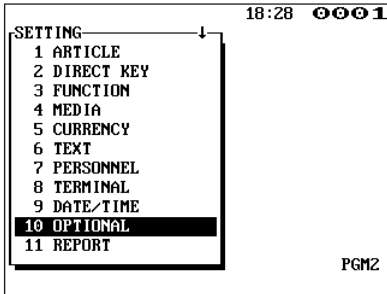 18:28 0001
SETTING ↓
1 ARTICLE
2 DIRECT KEY
3 FUNCTION
4 MEDIA
5 CURRENCY
6 TEXT
7 PERSONNEL
8 TERMINAL
9 DATE/TIME
10 OPTIONAL
11 REPORT
PGM2